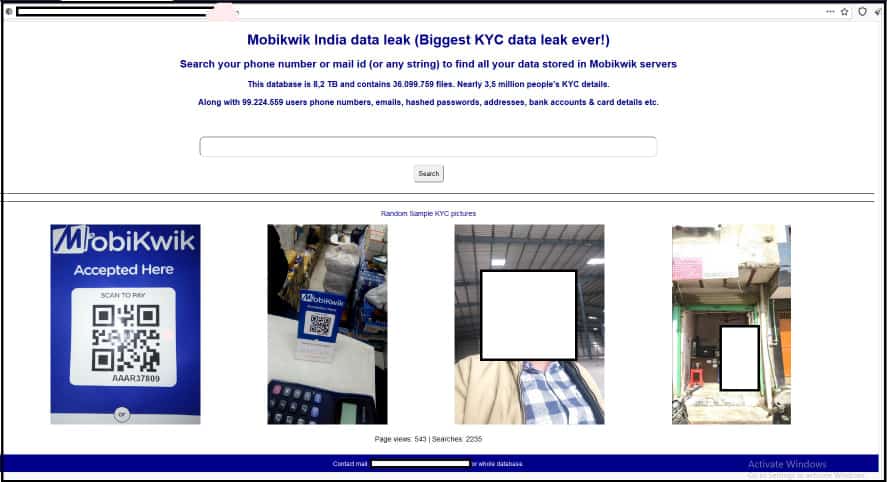 Mobikwik India data leak (Biggest KYC data leak ever!)
Search your phone number or mail id (or any string) to find all your data stored in Mobikwik servers
This database is 8,2 TB and contains 36.099.759 files. Nearly 3,5 million people's KYC details.
Along with 99.224.559 users phone numbers, emails, hashed passwords, addresses, bank accounts & card details etc.
Search
Random Sample KYC pictures
MobiKwik
Accepted Here
SCAN TO PAY
AAAR37809
or
MobiKwik
Accepted Here
Page views: 543 | Searches: 2235
Contact mail or whole database
Activate Windows
Go to Settings to activate Windows.